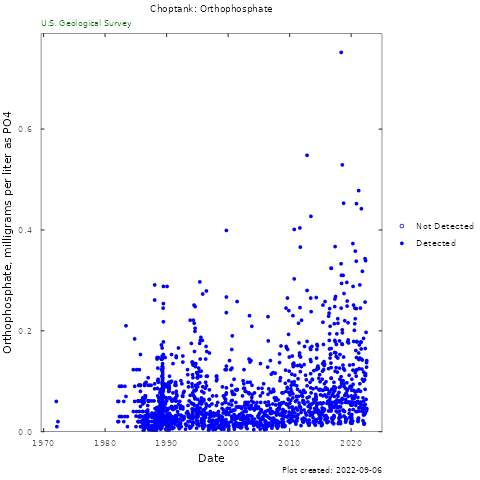 Choptank: Orthophosphate
U.S. Geological Survey
Orthophosphate, milligrams per liter as PO4
0.6
0.4
0.2
0.0
1970 1980 1990 2000 2010 2020
Date
Not Detected
Detected
Plot created: 2022-09-06